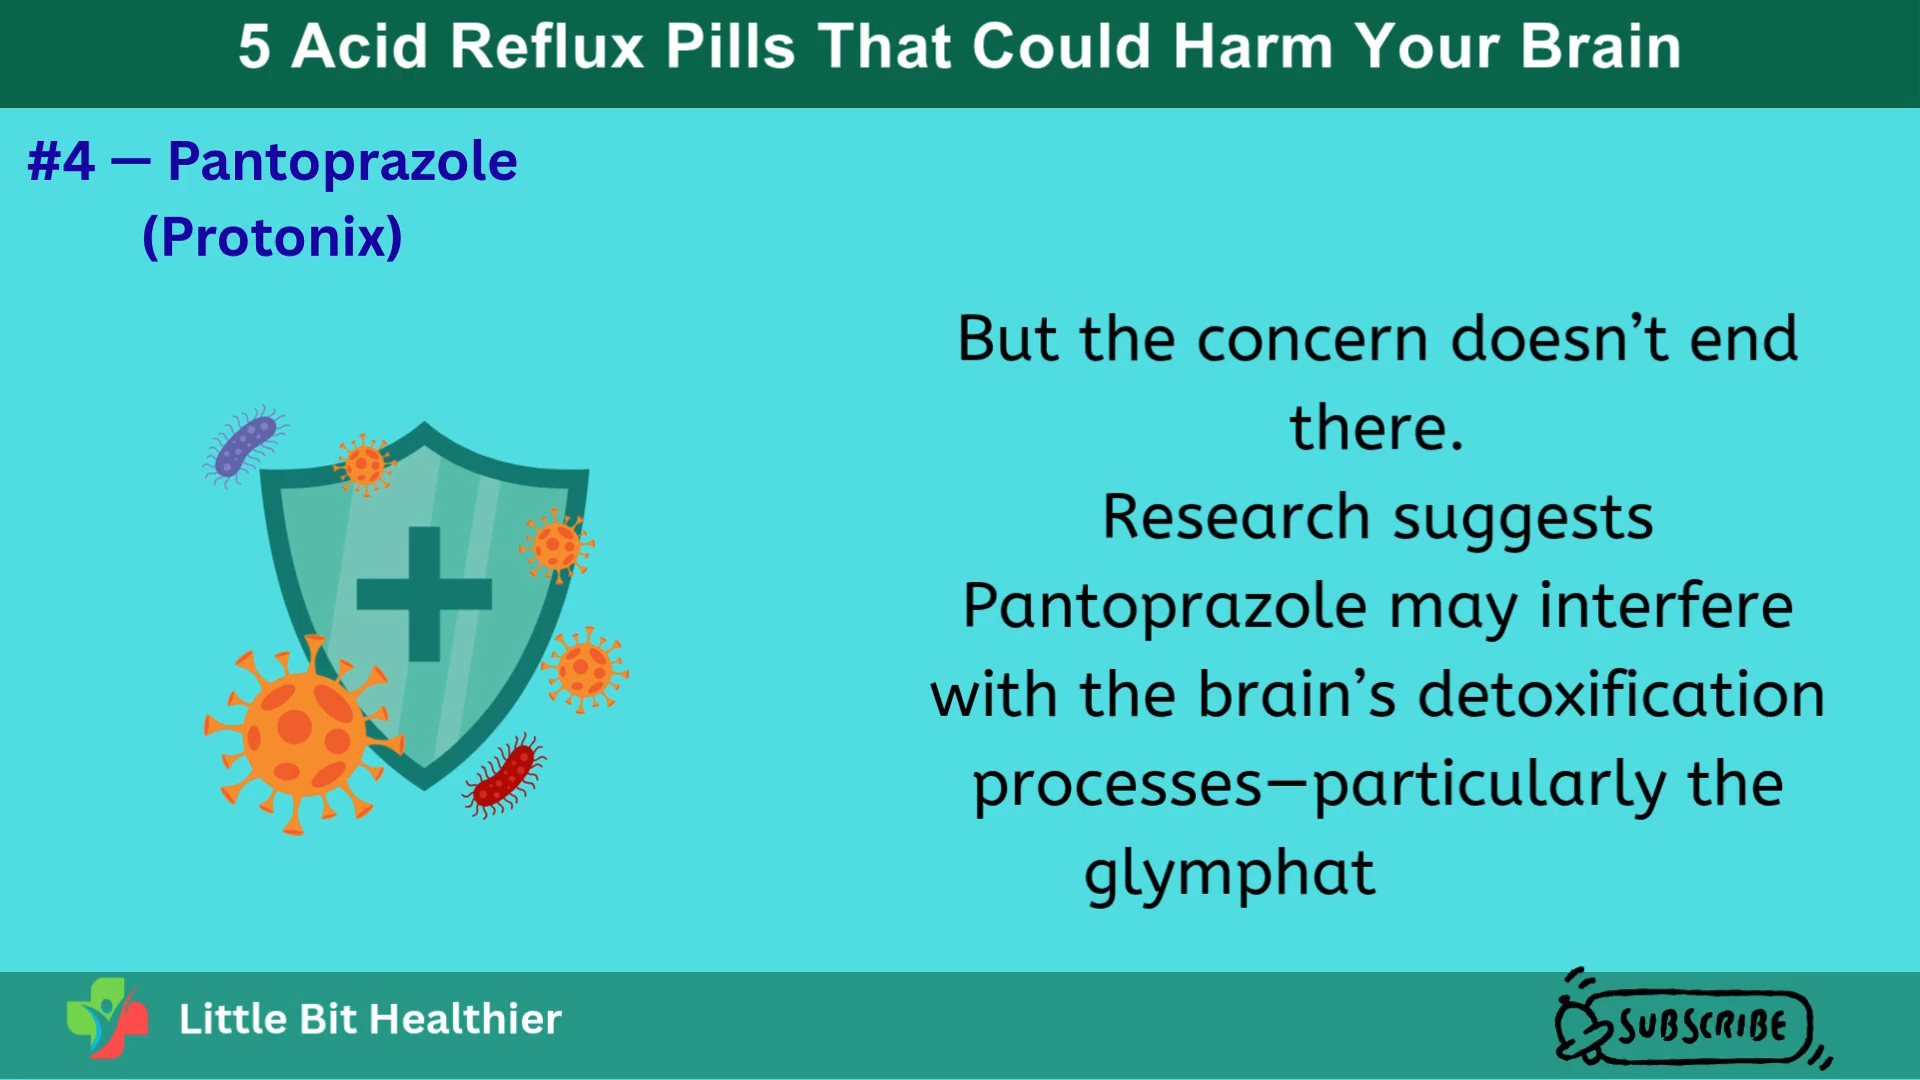 5 Acid Reflux Pills That Could Harm Your Brain
#4 — Pantoprazole
(Protonix)
But the concern doesn’t end
there.
Research suggests
Pantoprazole may interfere
with the brain’s detoxification
processes—particularly the
glymphat
Little Bit Healthier
SUBSCRIBE